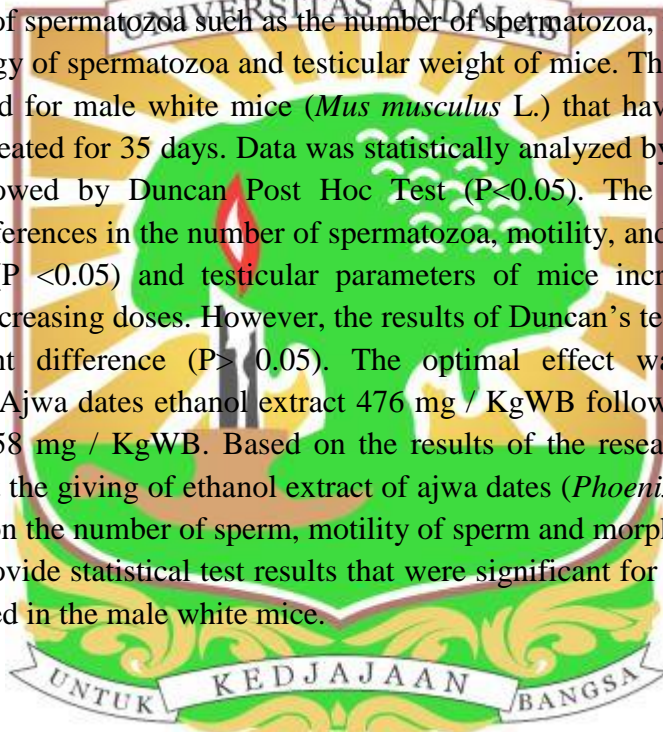 UNIVERSITAS ANDALAS
of spermatozoa such as the number of spermatozoa,
gy of spermatozoa and testicular weight of mice. Th
d for male white mice (Mus musculus L.) that hav
eated for 35 days. Data was statistically analyzed by
owed by Duncan Post Hoc Test (P<0.05). The
ferences in the number of spermatozoa, motility, and
(P <0.05) and testicular parameters of mice incr
creasing doses. However, the results of Duncan's te
nt difference (P> 0.05). The optimal effect wa
Ajwa dates ethanol extract 476 mg / KgWB follow
58 mg / KgWB. Based on the results of the resea
the giving of ethanol extract of ajwa dates (Phoeni
on the number of sperm, motility of sperm and morp
ovide statistical test results that were significant for
ed in the male white mice.
UNTUK KEDJAJAAN BANGSA